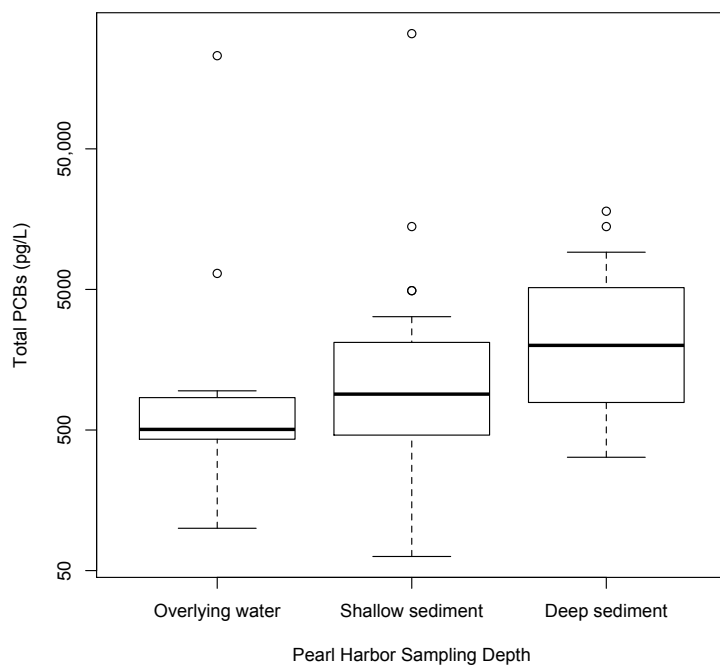 Total PCBs (pg/L)
50,000
5000
500
50
Overlying water Shallow sediment Deep sediment
Pearl Harbor Sampling Depth